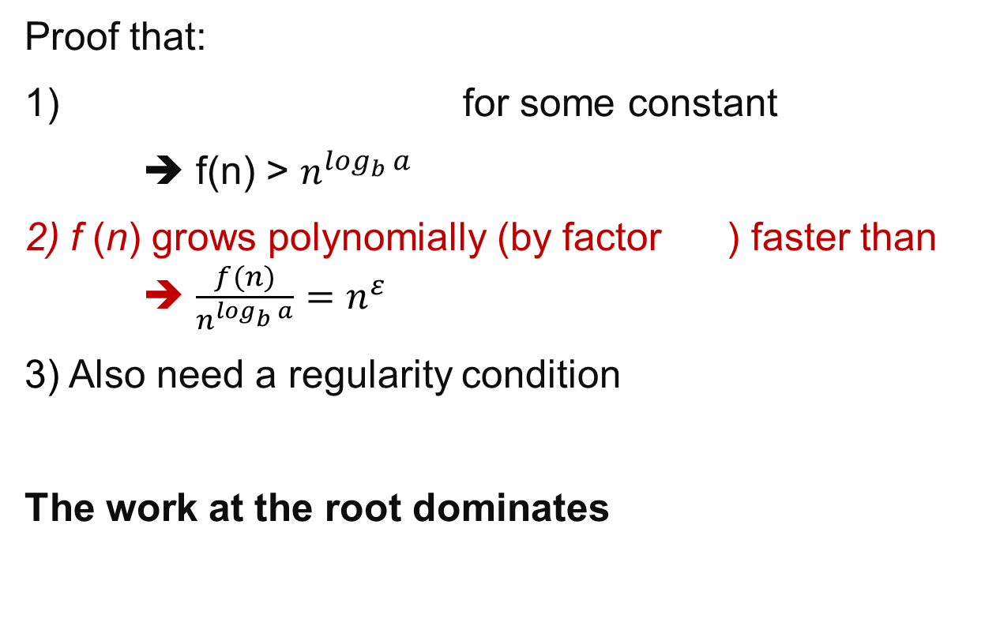 Proof that:
1) for some constant
➔ f(n) > n^{log_b a}
2) f (n) grows polynomially (by factor ) faster than
➔ \frac{f(n)}{n^{log_b a}} = n^ε
3) Also need a regularity condition
The work at the root dominates